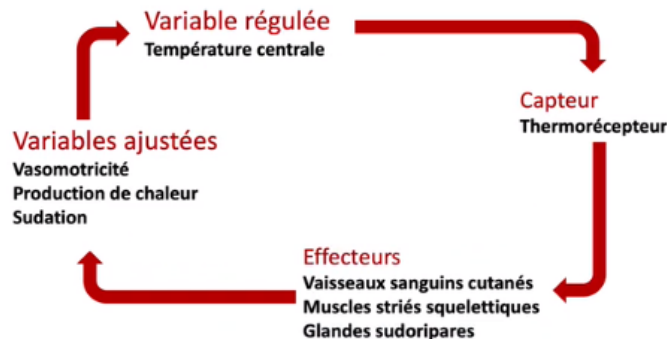 Variable régulée
Température centrale
Capteur
Thermorécepteur
Variables ajustées
Vasomotricité
Production de chaleur
Sudation
Effecteurs
Vaisseaux sanguins cutanés
Muscles striés squelettiques
Glandes sudoripares